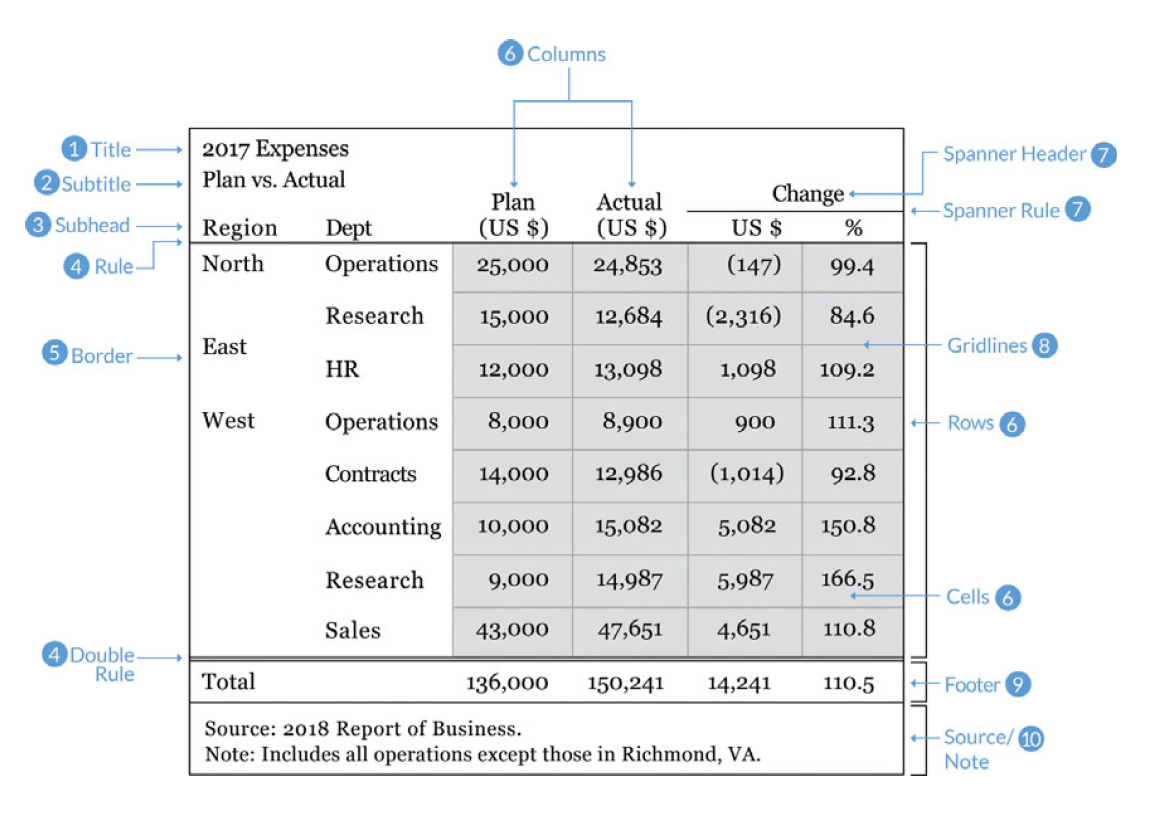 6 Columns
1 Title
2017 Expenses
Spanner Header 7
2 Subtitle
Plan vs. Actual
Plan Actual Change
Spanner Rule 7
3 Subhead
Region Dept (US $) (US $) US $ %
4 Rule
North Operations 25,000 24,853 (147) 99.4
Research 15,000 12,684 (2,316) 84.6
East
Gridlines 8
5 Border
HR 12,000 13,098 1,098 109.2
West Operations 8,000 8,900 900 111.3
Rows 6
Contracts 14,000 12,986 (1,014) 92.8
Accounting 10,000 15,082 5,082 150.8
Research 9,000 14,987 5,987 166.5
Cells 6
Sales 43,000 47,651 4,651 110.8
4 Double
Rule
Total 136,000 150,241 14,241 110.5
Footer 9
Source: 2018 Report of Business.
Note: Includes all operations except those in Richmond, VA.
Source/ 10
Note